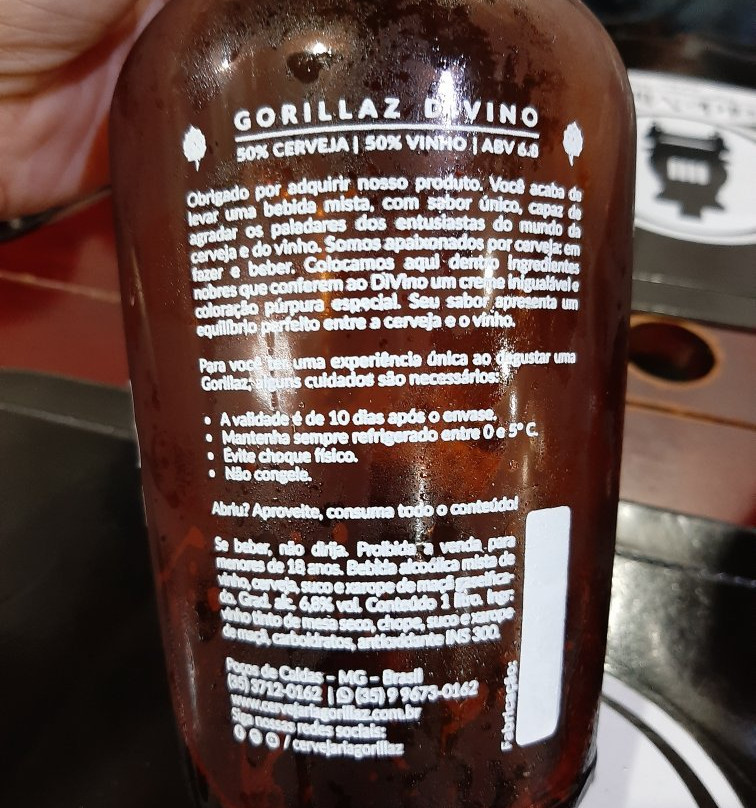 GORILLAZ DIVINO
50% CERVEJA | 50% VINHO | ABV 6.8
Obrigado por adquirir nosso produto. Você acaba de
levar uma bebida mista, com sabor único, capaz de
agradar os paladares dos entusiastas do mundo da
cerveja e do vinho. Somos apaixonados por cerveja: em
fazer e beber. Colocamos aqui dentro ingredientes
nobres que conferem ao DiVino um creme inigualável e
coloração púrpura especial. Seu sabor apresenta um
equilíbrio perfeito entre a cerveja e o vinho.
Para você ter uma experiência única ao degustar uma
Gorillaz, alguns cuidados são necessários:
• A validade é de 10 dias após o envase.
• Mantenha sempre refrigerado entre 0 e 5° C.
• Evite choque físico.
• Não congele.
Abriu? Aproveite, consuma todo o conteúdo!
Se beber, não dirija. Proibida a venda para
menores de 18 anos. Bebida alcoólica mista de
vinho, cerveja, suco e xarope de maçã gaseifica-
do. Grad. alc. 6,8% vol. Conteúdo 1 litro. Ingr:
vinho tinto de mesa seco, chope, suco e xarope
de maçã, carboidratos, antioxidante INS 300.
Poços de Caldas - MG - Brasil
(35) 3712-0162 | (35) 9 9673-0162
www.cervejariagorillaz.com.br
Siga nossas redes sociais:
/cervejariagorillaz
Fabricação: